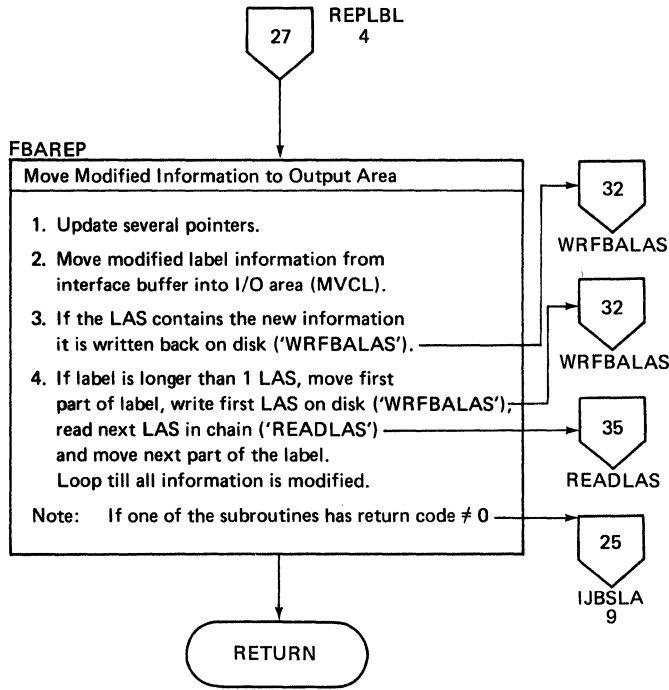 27
REPLBL
4
FBAREP
Move Modified Information to Output Area
1. Update several pointers.
2. Move modified label information from
interface buffer into I/O area (MVCL).
3. If the LAS contains the new information
it is written back on disk ('WRFBALAS').
4. If label is longer than 1 LAS, move first
part of label, write first LAS on disk ('WRFBALAS'),
read next LAS in chain ('READLAS')
and move next part of the label.
Loop till all information is modified.
Note: If one of the subroutines has return code ≠ 0
32
WRFBALAS
32
WRFBALAS
35
READLAS
25
IJBSLA
9
RETURN